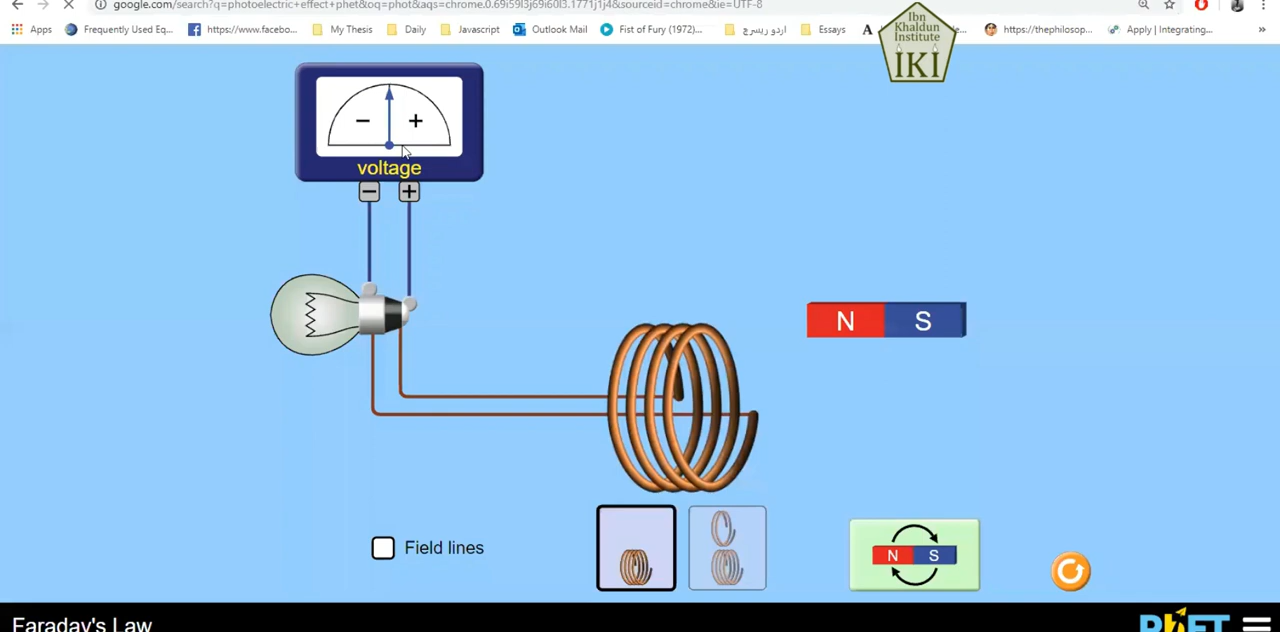 google.com/search?q=photoelectric+effect+phet&oq=phot&aqs=chrome.0.69i59l3j69i60l3.1771j1j4&sourceid=chrome&ie=UTF-8
Apps Frequently Used Eq... https://www.facebo... My Thesis Daily Javascript Outlook Mail Fist of Fury (1972)... اردو ریسرچ Essays A e... https://thephilosop... Apply | Integrating... »
Ibn
Khaldun
Institute
IKI
− +
voltage
− +
N S
Field lines
N S
Faraday's Law
PhET